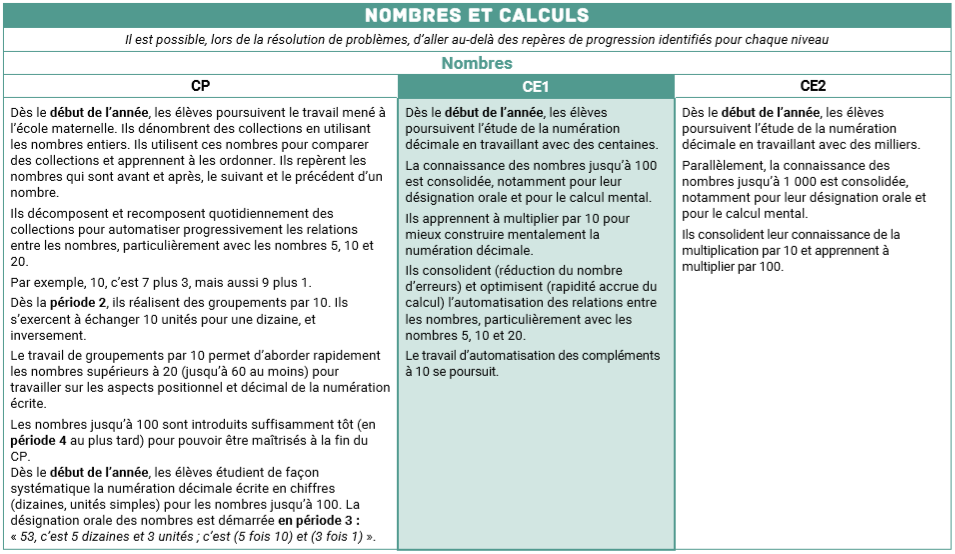 NOMBRES ET CALCULS
Il est possible, lors de la résolution de problèmes, d’aller au-delà des repères de progression identifiés pour chaque niveau
Nombres
CP
Dès le début de l’année, les élèves poursuivent le travail mené à
l’école maternelle. Ils dénombrent des collections en utilisant
les nombres entiers. Ils utilisent ces nombres pour comparer
des collections et apprennent à les ordonner. Ils repèrent les
nombres qui sont avant et après, le suivant et le précédent d’un
nombre.
Ils décomposent et recomposent quotidiennement des
collections pour automatiser progressivement les relations
entre les nombres, particulièrement avec les nombres 5, 10 et
20.
Par exemple, 10, c’est 7 plus 3, mais aussi 9 plus 1.
Dès la période 2, ils réalisent des groupements par 10. Ils
s’exercent à échanger 10 unités pour une dizaine, et
inversement.
Le travail de groupements par 10 permet d’aborder rapidement
les nombres supérieurs à 20 (jusqu’à 60 au moins) pour
travailler sur les aspects positionnel et décimal de la numération
écrite.
Les nombres jusqu’à 100 sont introduits suffisamment tôt (en
période 4 au plus tard) pour pouvoir être maîtrisés à la fin du
CP.
Dès le début de l’année, les élèves étudient de façon
systématique la numération décimale écrite en chiffres
(dizaines, unités simples) pour les nombres jusqu’à 100. La
désignation orale des nombres est démarrée en période 3 :
« 53, c’est 5 dizaines et 3 unités ; c’est (5 fois 10) et (3 fois 1) ».
CE1
Dès le début de l’année, les élèves
poursuivent l’étude de la numération
décimale en travaillant avec des centaines.
La connaissance des nombres jusqu’à 100
est consolidée, notamment pour leur
désignation orale et pour le calcul mental.
Ils apprennent à multiplier par 10 pour
mieux construire mentalement la
numération décimale.
Ils consolident (réduction du nombre
d’erreurs) et optimisent (rapidité accrue du
calcul) l’automatisation des relations entre
les nombres, particulièrement avec les
nombres 5, 10 et 20.
Le travail d’automatisation des compléments
à 10 se poursuit.
CE2
Dès le début de l’année, les élèves
poursuivent l’étude de la numération
décimale en travaillant avec des milliers.
Parallèlement, la connaissance des
nombres jusqu’à 1 000 est consolidée,
notamment pour leur désignation orale et
pour le calcul mental.
Ils consolident leur connaissance de la
multiplication par 10 et apprennent à
multiplier par 100.